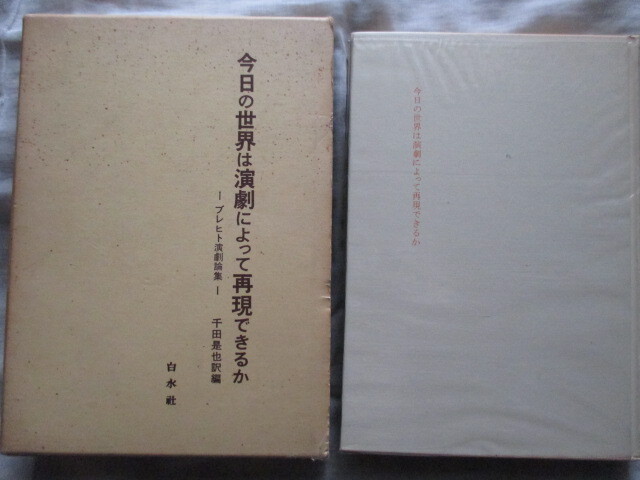 今日の世界は演劇によって再現できるか
ーブレヒト演劇論集ー
千田是也訳編
白水社
今日の世界は演劇によって再現できるか